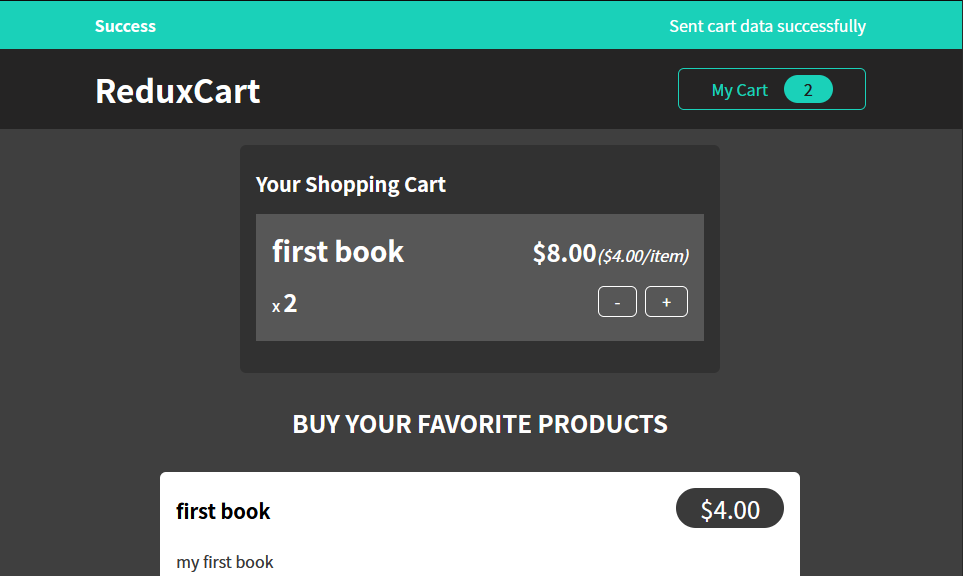 Success Sent cart data successfully
ReduxCart My Cart 2
Your Shopping Cart
first book $8.00 ($4.00/item)
x 2 - +
BUY YOUR FAVORITE PRODUCTS
first book $4.00
my first book